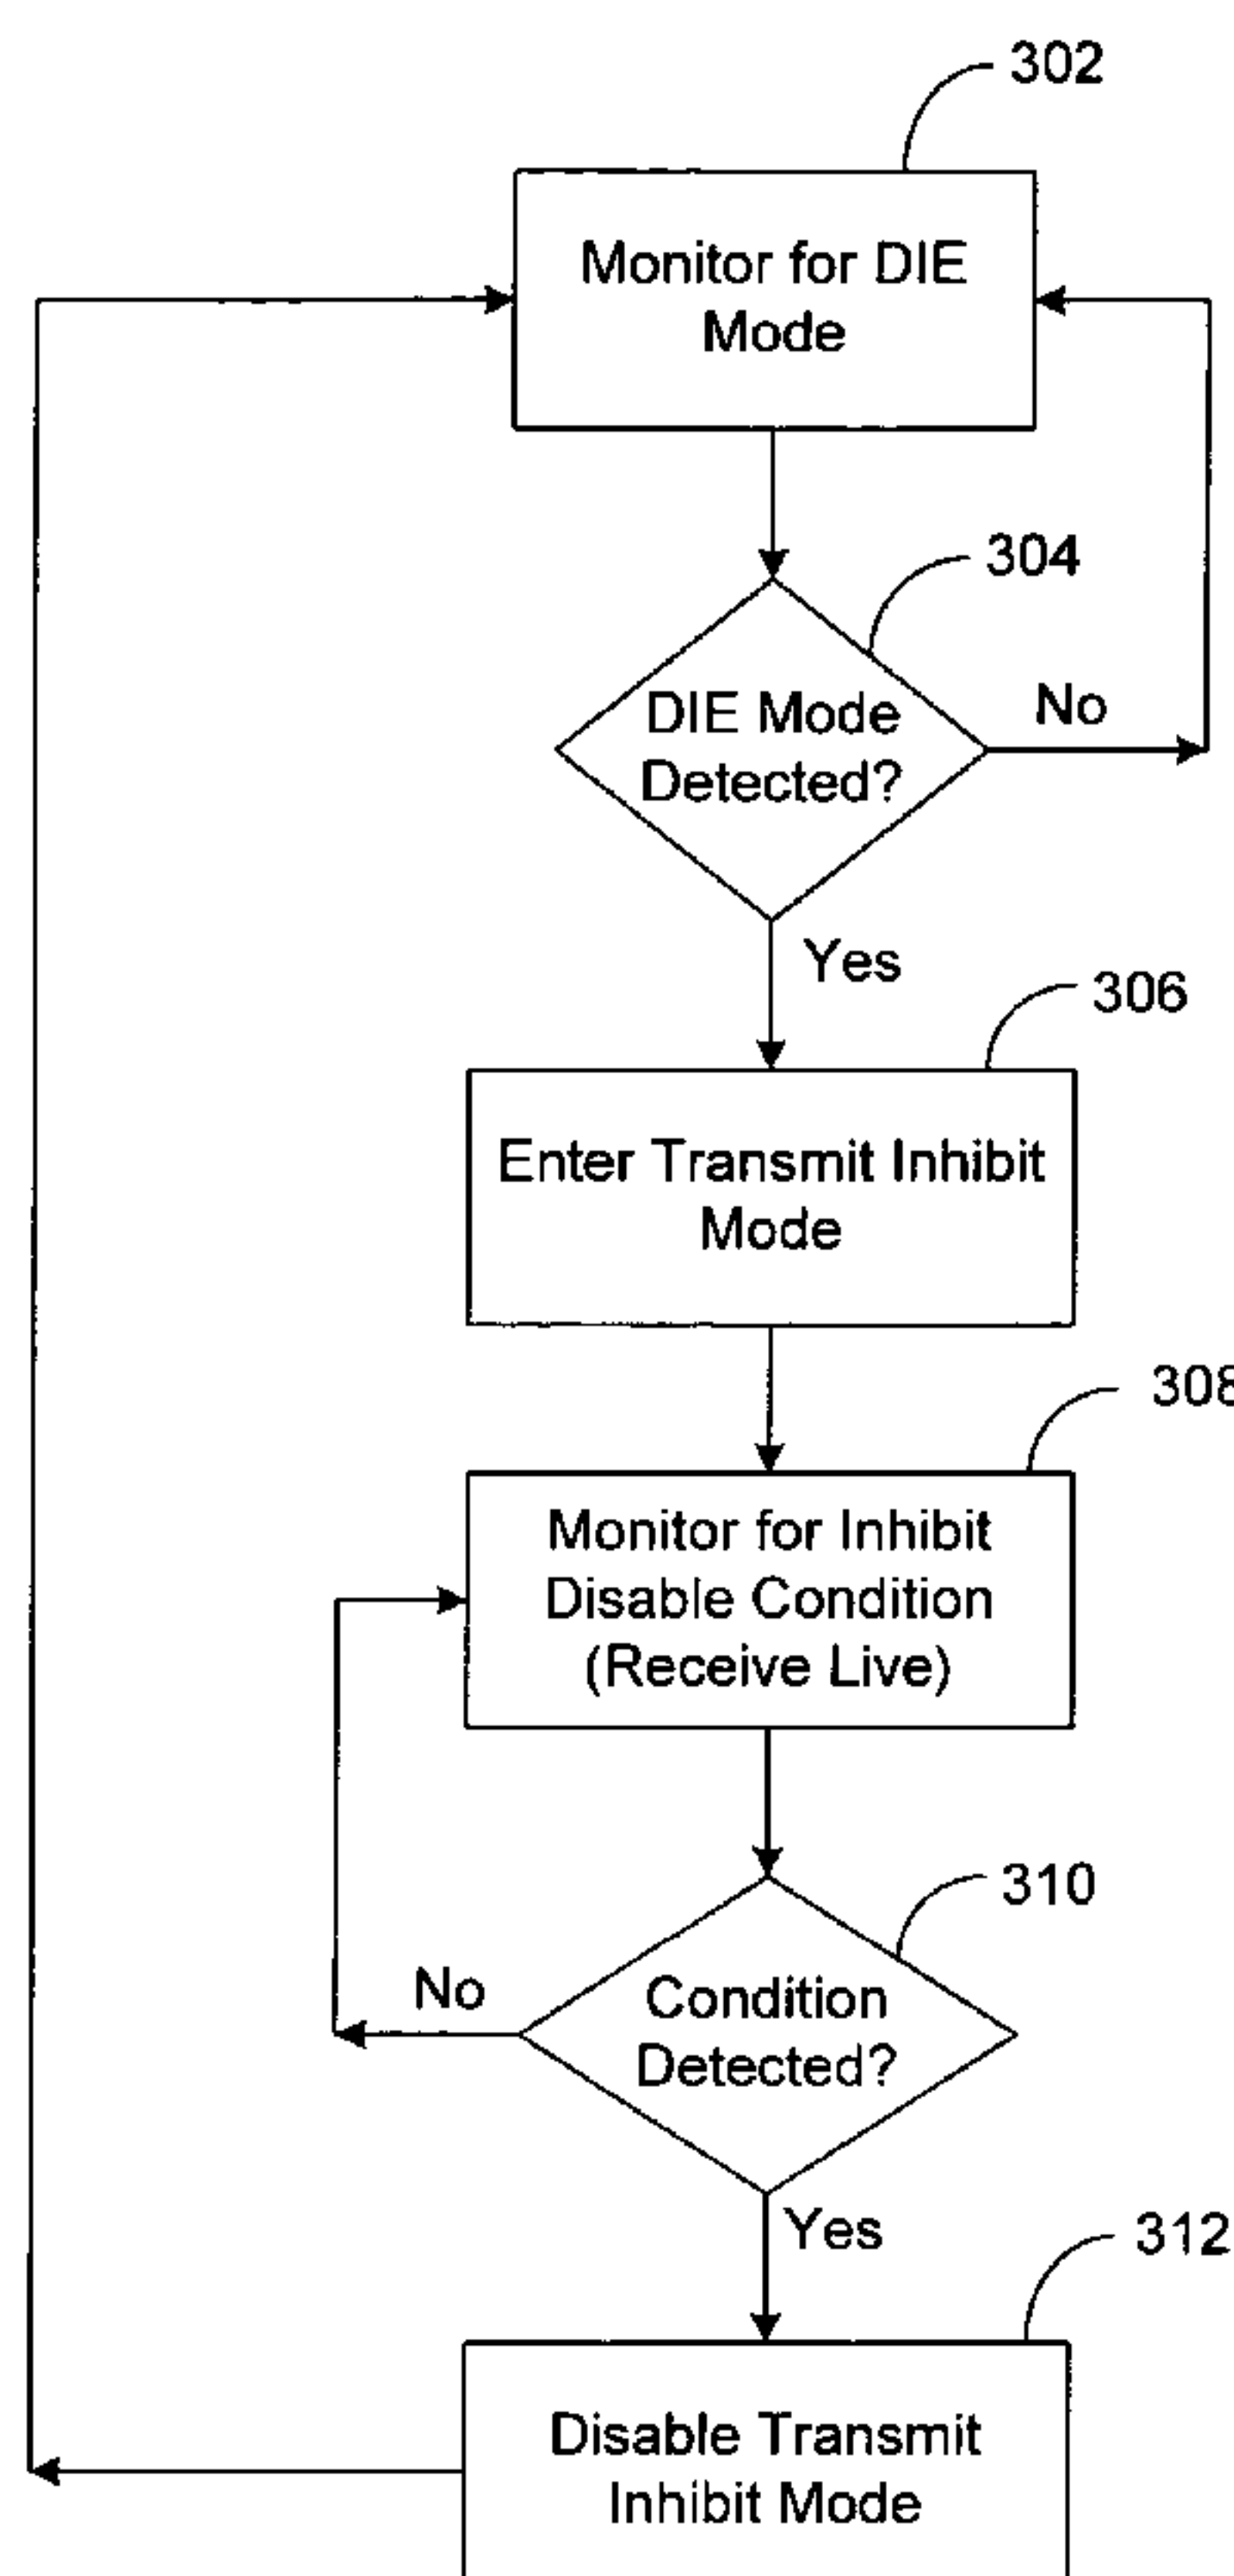 302
Monitor for DIE
Mode
304
DIE Mode
Detected?
No
Yes
306
Enter Transmit Inhibit
Mode
308
Monitor for Inhibit
Disable Condition
(Receive Live)
310
Condition
Detected?
No
Yes
312
Disable Transmit
Inhibit Mode